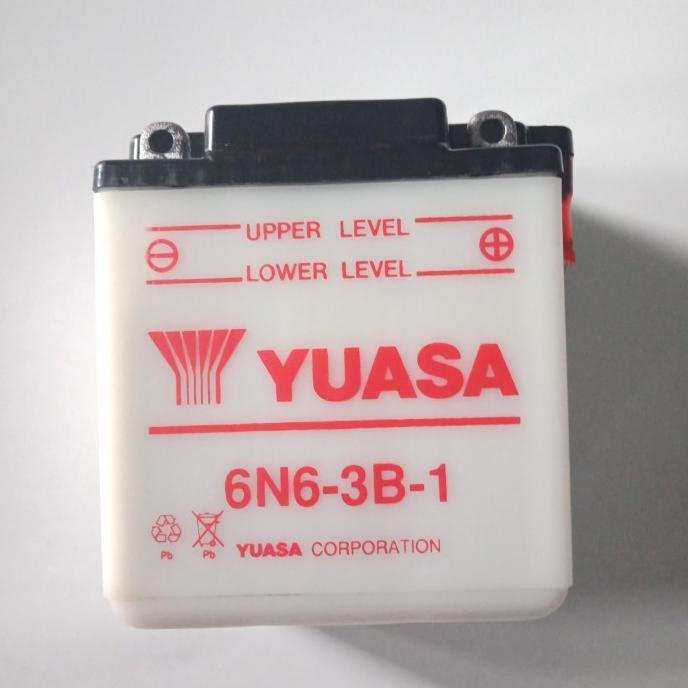 UPPER LEVEL
LOWER LEVEL
YUASA
6N6-3B-1
Pb Pb YUASA CORPORATION